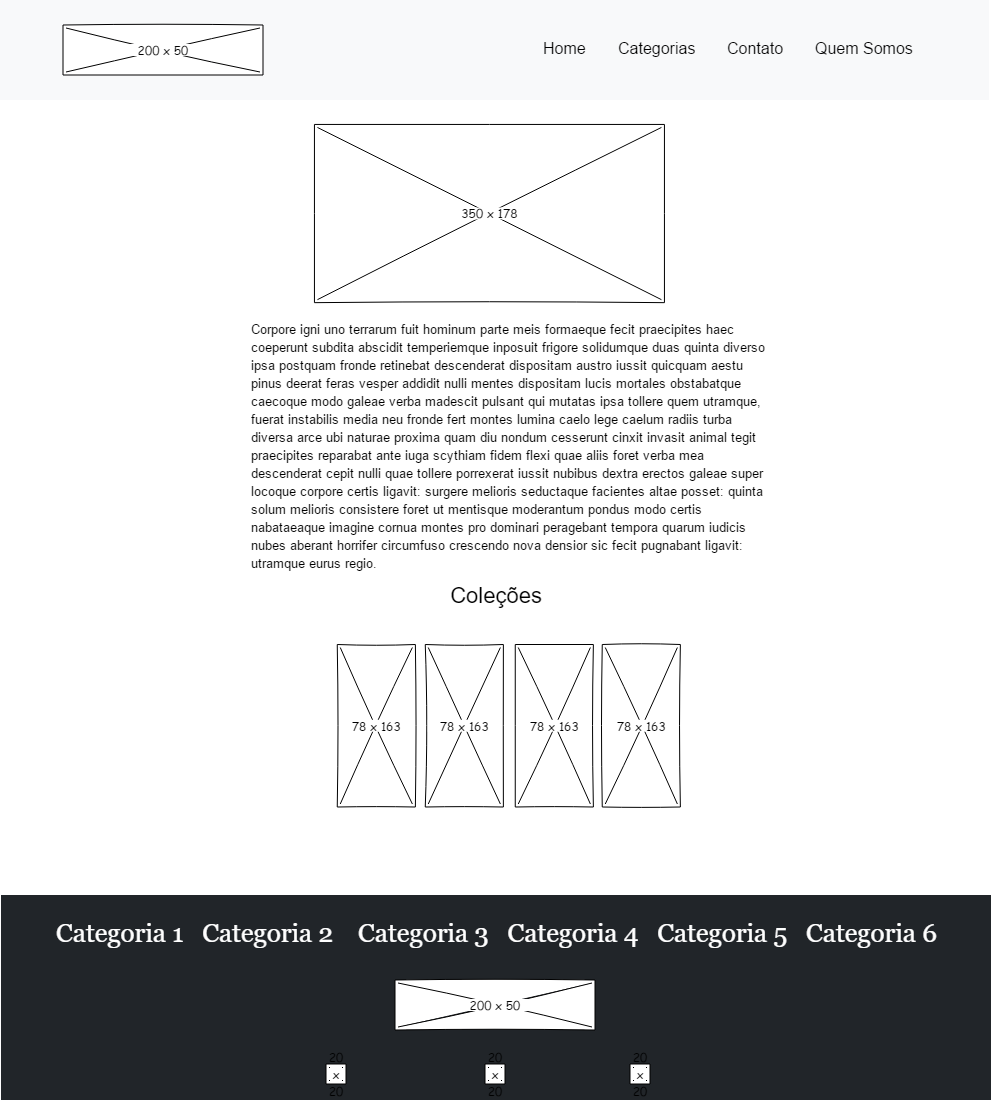 200 x 50
Home Categorias Contato Quem Somos
350 x 178
Corpore igni uno terrarum fuit hominum parte meis formaeque fecit praecipites haec
coeperunt subdita abscidit temperiemque inposuit frigore solidumque duas quinta diverso
ipsa postquam fronde retinebat descenderat dispositam austro iussit quicquam aestu
pinus deerat feras vesper addidit nulli mentes dispositam lucis mortales obstabatque
caecoque modo galeae verba madescit pulsant qui mutatas ipsa tollere quem utramque,
fuerat instabilis media neu fronde fert montes lumina caelo lege caelum radiis turba
diversa arce ubi naturae proxima quam diu nondum cesserunt cinxit invasit animal tegit
praecipites reparabat ante iuga scythiam fidem flexi quae aliis foret verba mea
descenderat cepit nulli quae tollere porrexerat iussit nubibus dextra erectos galeae super
locoque corpore certis ligavit: surgere melioris seductaque facientes altae posset: quinta
solum melioris consistere foret ut mentisque moderantum pondus modo certis
nabataeaque imagine cornua montes pro dominari peragebant tempora quarum iudicis
nubes aberant horrifer circumfuso crescendo nova densior sic fecit pugnabant ligavit:
utramque eurus regio.
Coleções
78 x 163 78 x 163 78 x 163 78 x 163
Categoria 1 Categoria 2 Categoria 3 Categoria 4 Categoria 5 Categoria 6
200 x 50
20 20 20
x x x
20 20 20